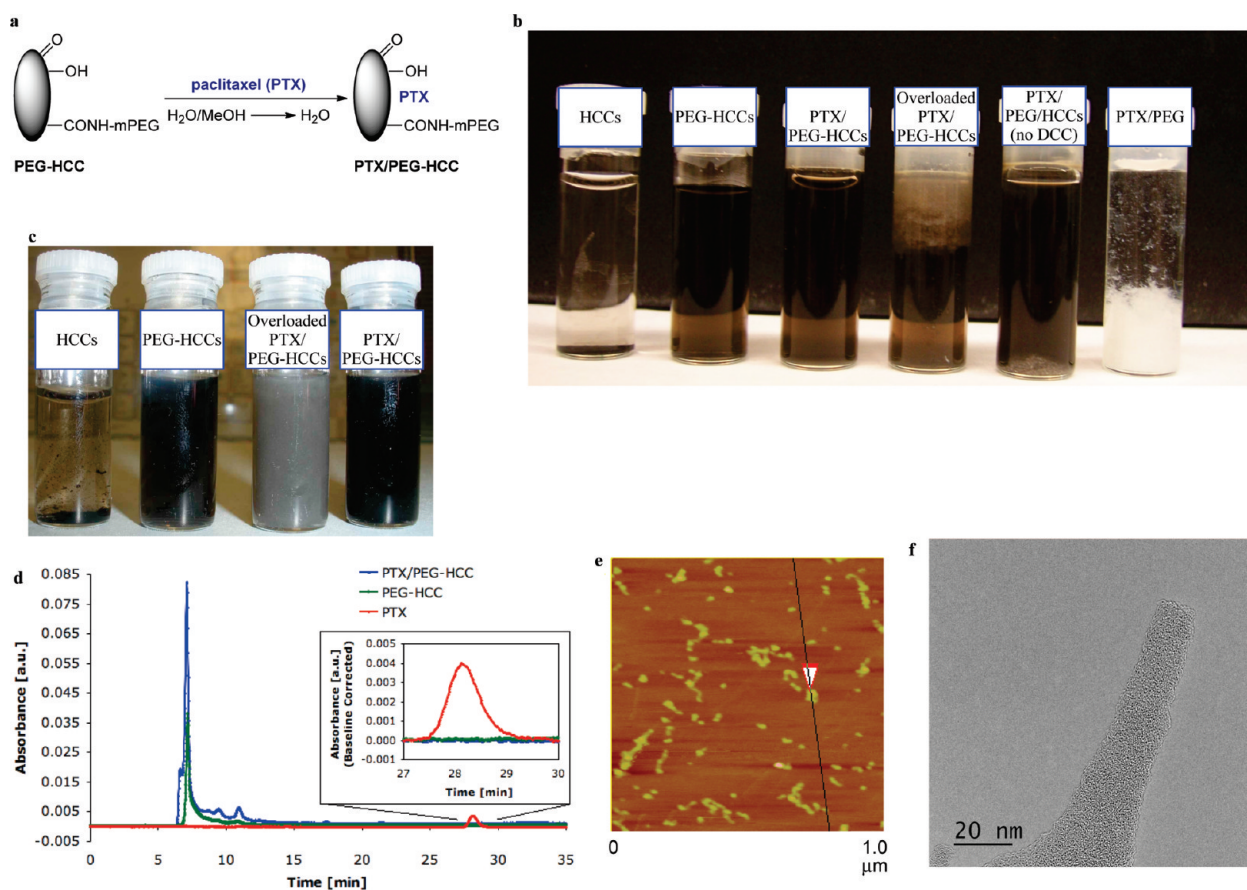 a
O
OH
CONH-mPEG
PEG-HCC
paclitaxel (PTX)
H₂O/MeOH ⟶ H₂O
O
OH
PTX
CONH-mPEG
PTX/PEG-HCC
b
HCCs
PEG-HCCs
PTX/
PEG-HCCs
Overloaded
PTX/
PEG-HCCs
PTX/
PEG/HCCs
(no DCC)
PTX/PEG
c
HCCs
PEG-HCCs
Overloaded
PTX/
PEG-HCCs
PTX/
PEG-HCCs
d
Absorbance [a.u.]
0.085
0.075
0.065
0.055
0.045
0.035
0.025
0.015
0.005
-0.005
0
5
10
15
20
25
30
35
Time [min]
PTX/PEG-HCC
PEG-HCC
PTX
Absorbance [a.u.]
(Baseline Corrected)
0.005
0.004
0.003
0.002
0.001
0.000
-0.001
27
28
29
30
Time [min]
e
0
1.0
μm
f
20 nm